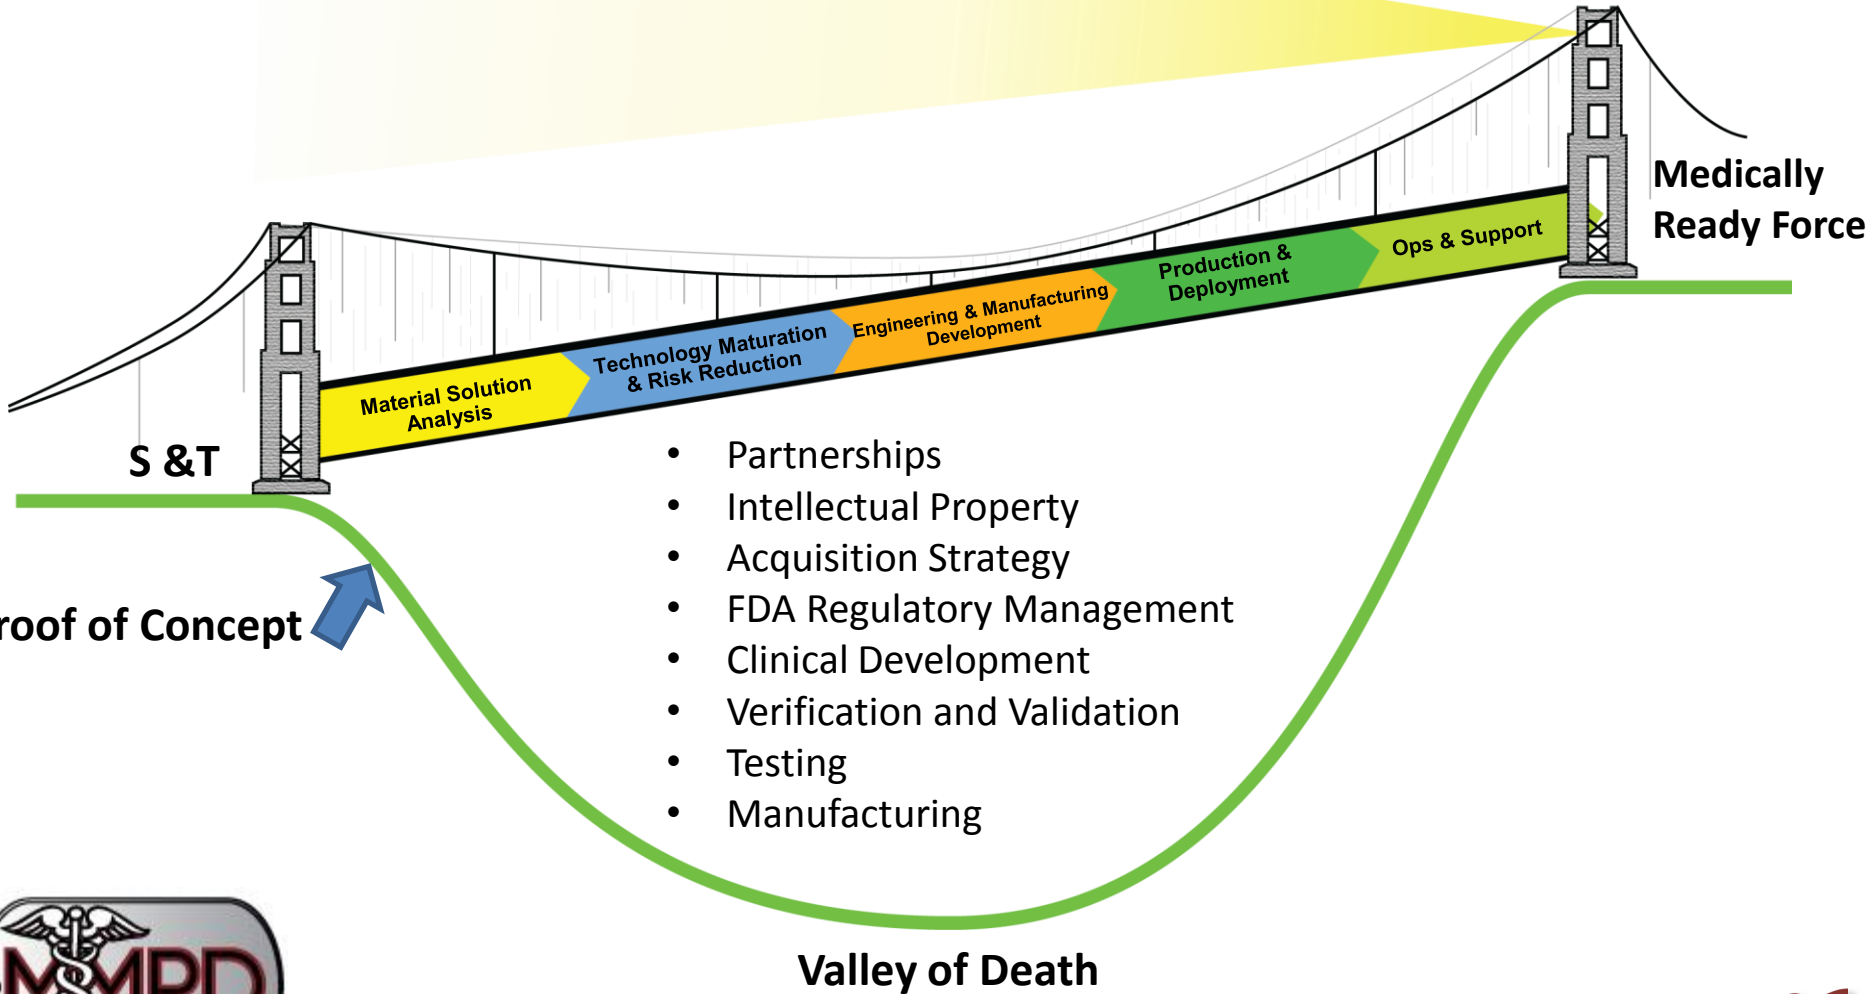 Medically
Ready Force
Ops & Support
Production &
Deployment
Engineering & Manufacturing
Development
Technology Maturation
& Risk Reduction
Material Solution
Analysis
S &T
• Partnerships
• Intellectual Property
• Acquisition Strategy
• FDA Regulatory Management
• Clinical Development
• Verification and Validation
• Testing
• Manufacturing
roof of Concept
Valley of Death